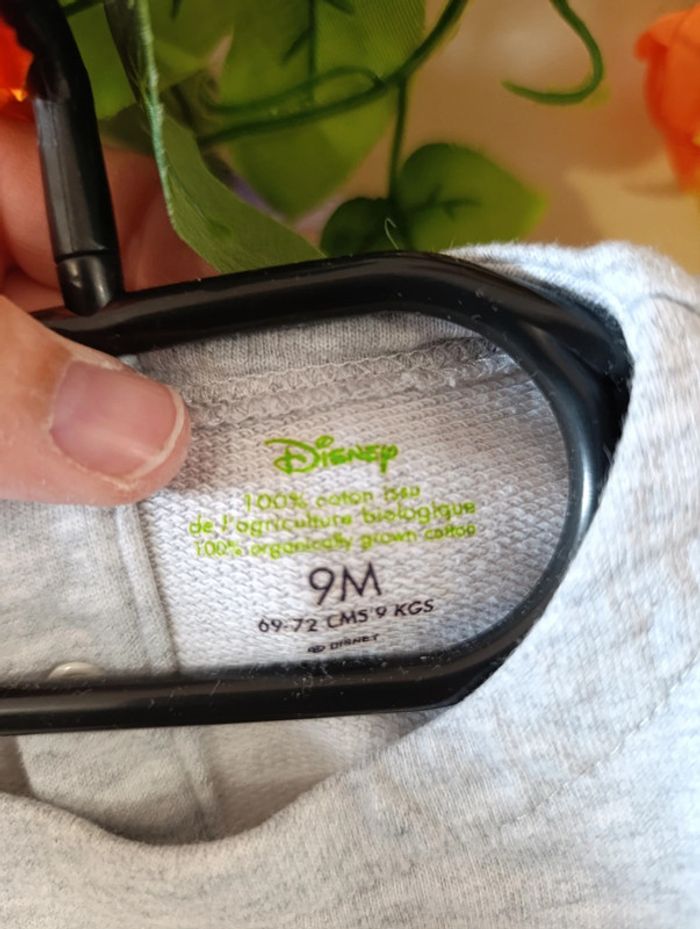 Disney
100% coton issu
de l'agriculture biologique
100% organically grown cotton
9M
69-72 CMS 9 KGS
© DISNEY